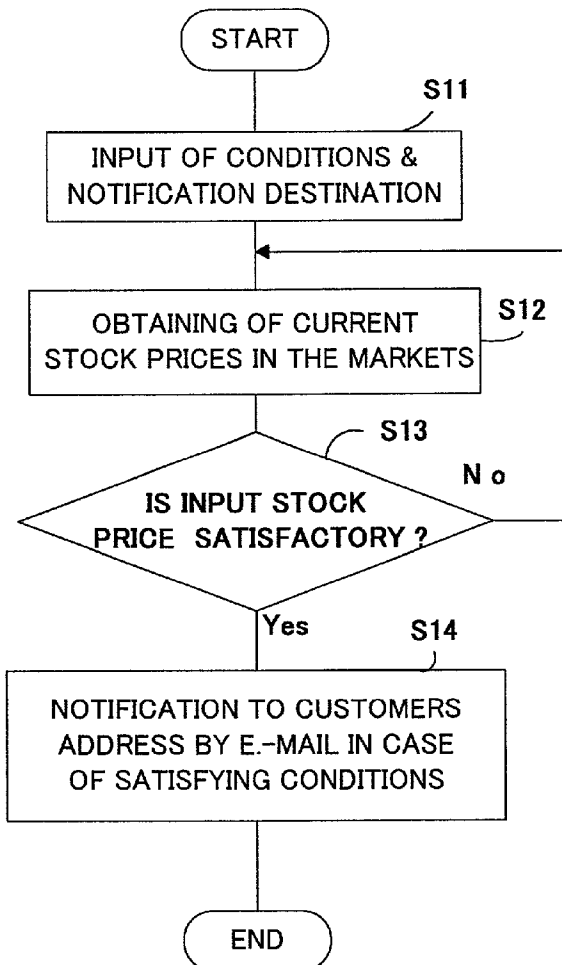 START
S11
INPUT OF CONDITIONS &
NOTIFICATION DESTINATION
S12
OBTAINING OF CURRENT
STOCK PRICES IN THE MARKETS
S13
No
IS INPUT STOCK
PRICE SATISFACTORY ?
Yes
S14
NOTIFICATION TO CUSTOMERS
ADDRESS BY E.-MAIL IN CASE
OF SATISFYING CONDITIONS
END